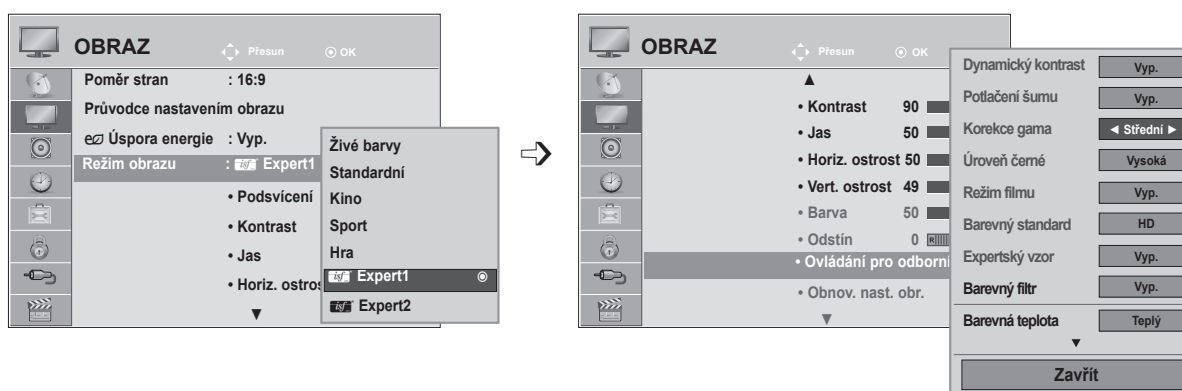 OBRAZ
Přesun
OK
Poměr stran : 16:9
Průvodce nastavením obrazu
Úspora energie : Vyp.
Režim obrazu : isf Expert1
• Podsvícení
• Kontrast
• Jas
• Horiz. ostros
Živé barvy
Standardní
Kino
Sport
Hra
isf Expert1
isf Expert2
OBRAZ
Přesun
OK
• Kontrast 90
• Jas 50
• Horiz. ostrost 50
• Vert. ostrost 49
• Barva 50
• Odstín 0 R
• Ovládání pro odborní
• Obnov. nast. obr.
Dynamický kontrast Vyp.
Potlačení šumu Vyp.
Korekce gama ◄ Střední ►
Úroveň černé Vysoká
Režim filmu Vyp.
Barevný standard HD
Expertský vzor Vyp.
Barevný filtr Vyp.
Barevná teplota Teplý
Zavřít